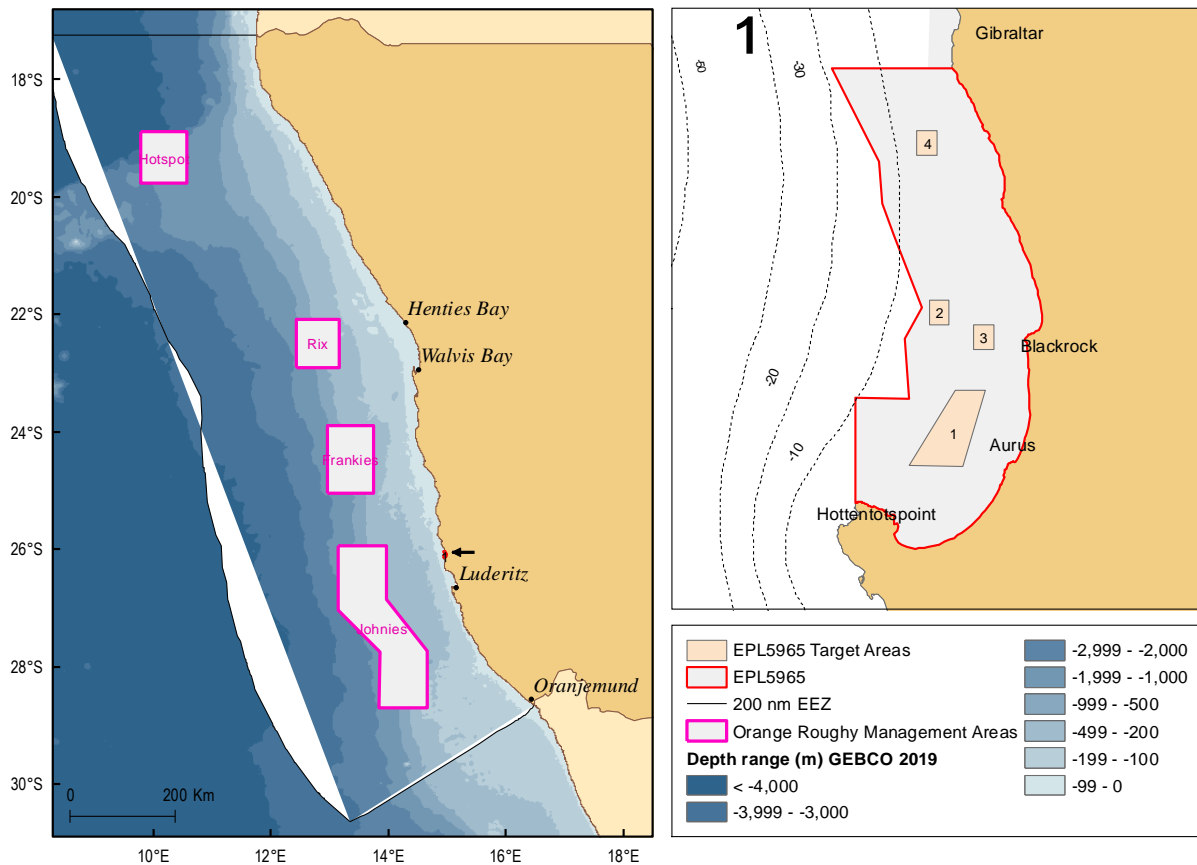 18°S
20°S
22°S
24°S
26°S
28°S
30°S
Hotspot
Rix
Frankies
Johnies
Henties Bay
Walvis Bay
Luderitz
Oranjemund
0
200 Km
10°E
12°E
14°E
16°E
18°E
1
Gibraltar
-30
4
2
3
Blackrock
-20
1
Aurus
-10
Hottentotspoint
EPL5965 Target Areas
EPL5965
200 nm EEZ
Orange Roughy Management Areas
Depth range (m) GEBCO 2019
< -4,000
-3,999 - -3,000
-2,999 - -2,000
-1,999 - -1,000
-999 - -500
-499 - -200
-199 - -100
-99 - 0